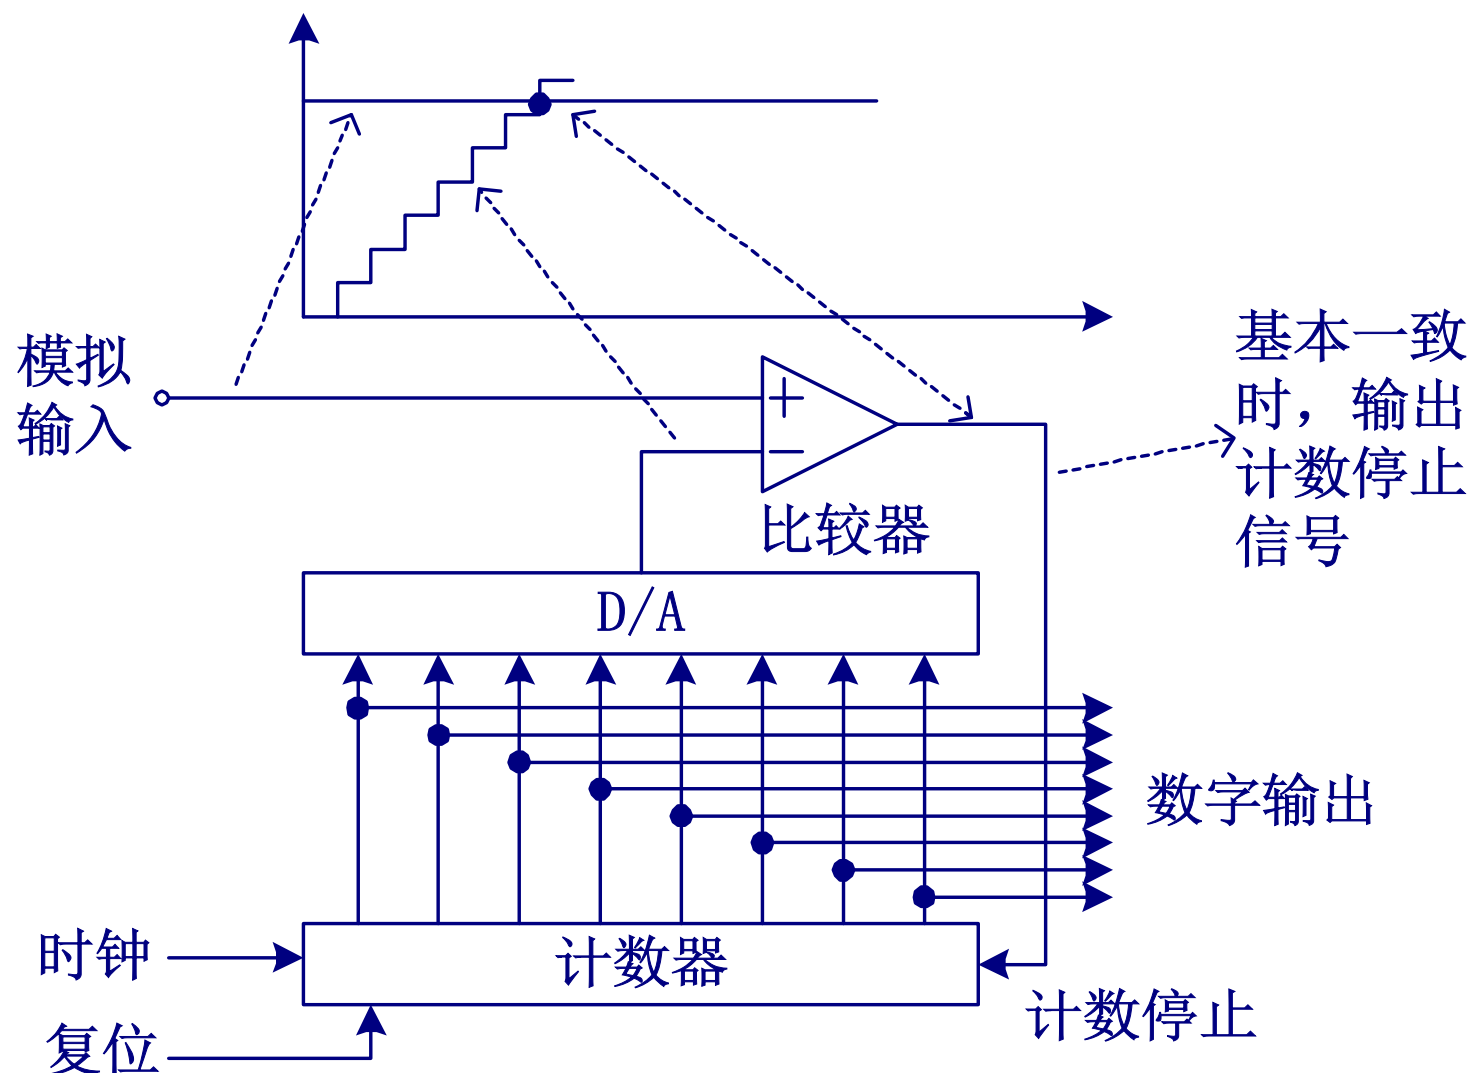 模拟
输入
基本一致
时，输出
计数停止
信号
+
−
比较器
D/A
数字输出
时钟
计数器
计数停止
复位